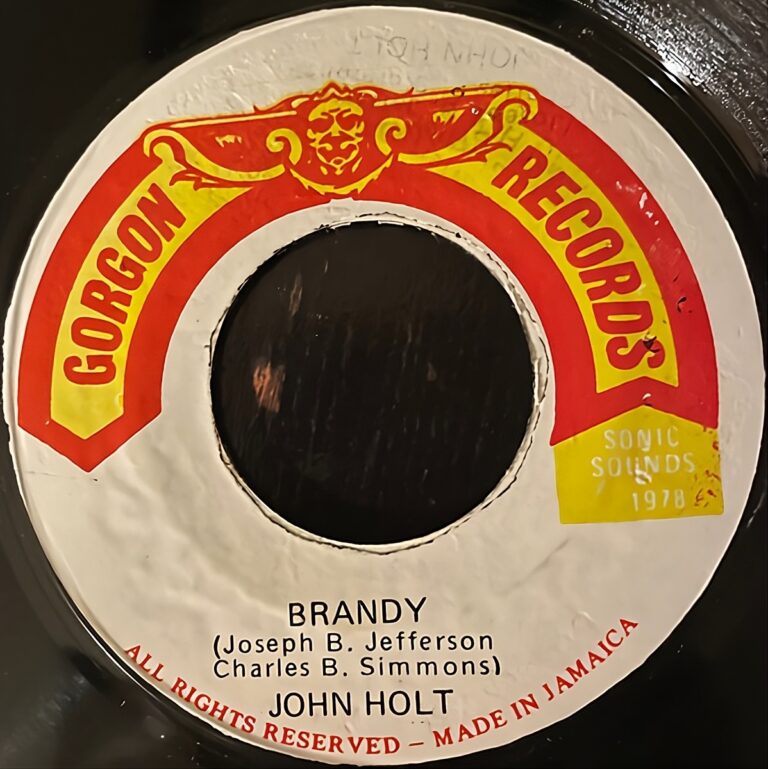 GORGON RECORDS
SONIC
SOUNDS
1978
BRANDY
(Joseph B. Jefferson
Charles B. Simmons)
JOHN HOLT
ALL RIGHTS RESERVED – MADE IN JAMAICA